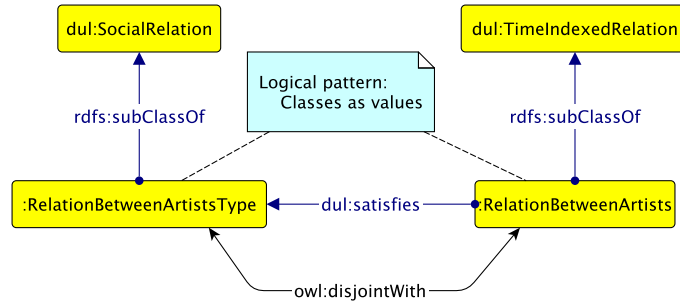 dul:SocialRelation
dul:TimeIndexedRelation
Logical pattern:
Classes as values
rdfs:subClassOf
rdfs:subClassOf
:RelationBetweenArtistsType
dul:satisfies
:RelationBetweenArtists
owl:disjointWith